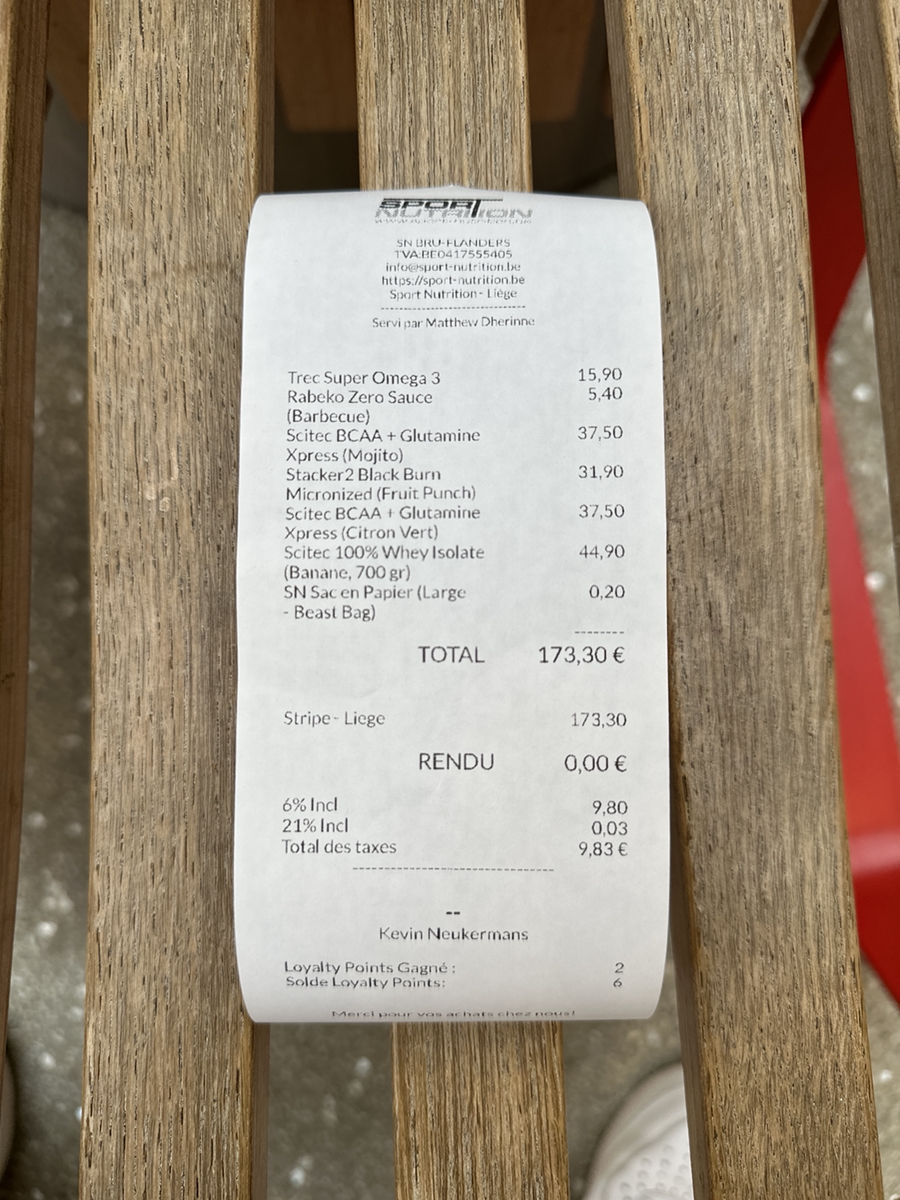 SPORT
NUTRITION
SN BRU-FLANDERS
TVA:BE0417555405
info@sport-nutrition.be
https://sport-nutrition.be
Sport Nutrition - Liège
Servi par Matthew Dherinne
Trec Super Omega 3 15,90
Rabeko Zero Sauce 5,40
(Barbecue)
Scitec BCAA + Glutamine 37,50
Xpress (Mojito)
Stacker2 Black Burn 31,90
Micronized (Fruit Punch)
Scitec BCAA + Glutamine 37,50
Xpress (Citron Vert)
Scitec 100% Whey Isolate 44,90
(Banane, 700 gr)
SN Sac en Papier (Large 0,20
- Beast Bag)
--------
TOTAL 173,30 €
Stripe - Liege 173,30
RENDU 0,00 €
6% Incl 9,80
21% Incl 0,03
Total des taxes 9,83 €
--
Kevin Neukermans
Loyalty Points Gagné : 2
Solde Loyalty Points: 6
Merci pour vos achats chez nous!